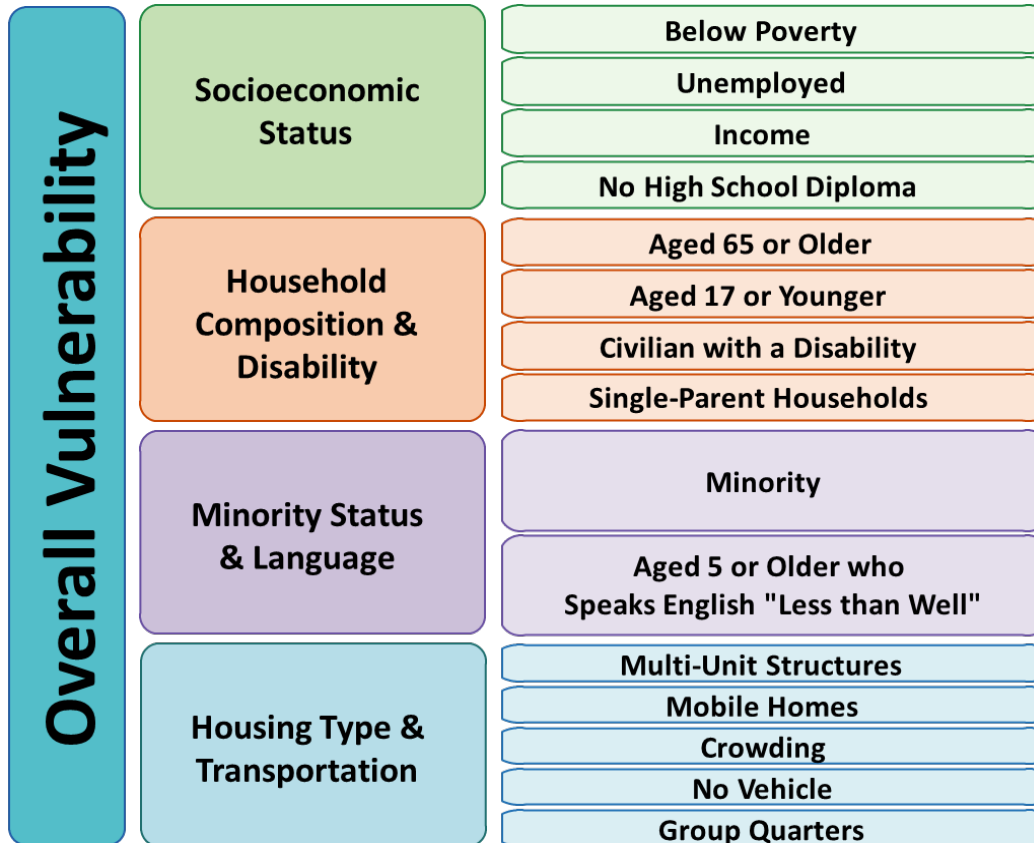 Overall Vulnerability
Socioeconomic
Status
Below Poverty
Unemployed
Income
No High School Diploma
Household
Composition &
Disability
Aged 65 or Older
Aged 17 or Younger
Civilian with a Disability
Single-Parent Households
Minority Status
& Language
Minority
Aged 5 or Older who
Speaks English "Less than Well"
Housing Type &
Transportation
Multi-Unit Structures
Mobile Homes
Crowding
No Vehicle
Group Quarters